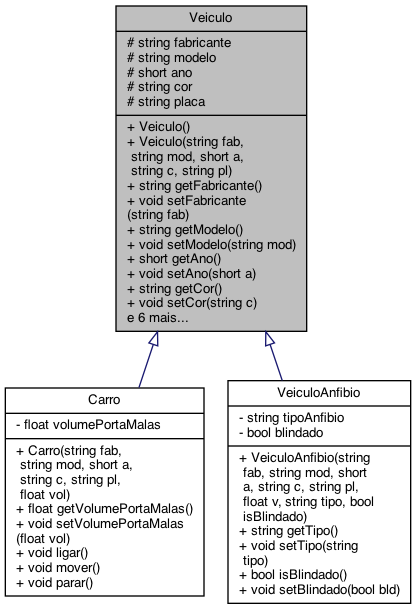 Veiculo
# string fabricante
# string modelo
# short ano
# string cor
# string placa
+ Veiculo()
+ Veiculo(string fab,
string mod, short a,
string c, string pl)
+ string getFabricante()
+ void setFabricante
(string fab)
+ string getModelo()
+ void setModelo(string mod)
+ short getAno()
+ void setAno(short a)
+ string getCor()
+ void setCor(string c)
e 6 mais...
Carro
- float volumePortaMalas
+ Carro(string fab,
string mod, short a,
string c, string pl,
float vol)
+ float getVolumePortaMalas()
+ void setVolumePortaMalas
(float vol)
+ void ligar()
+ void mover()
+ void parar()
VeiculoAnfibio
- string tipoAnfibio
- bool blindado
+ VeiculoAnfibio(string
fab, string mod, short
a, string c, string pl,
float v, string tipo, bool
isBlindado)
+ string getTipo()
+ void setTipo(string
tipo)
+ bool isBlindado()
+ void setBlindado(bool bld)